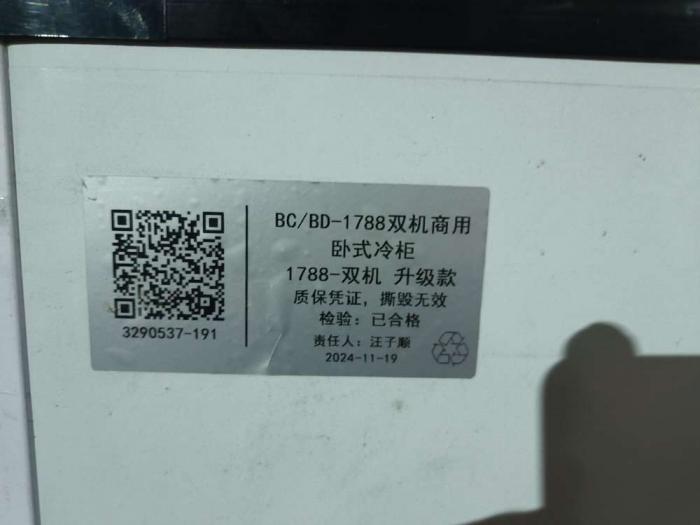 BC/BD-1788双机商用
卧式冷柜
1788-双机 升级款
质保凭证，撕毁无效
检验：已合格
责任人：汪子顺
2024-11-19
3290537-191